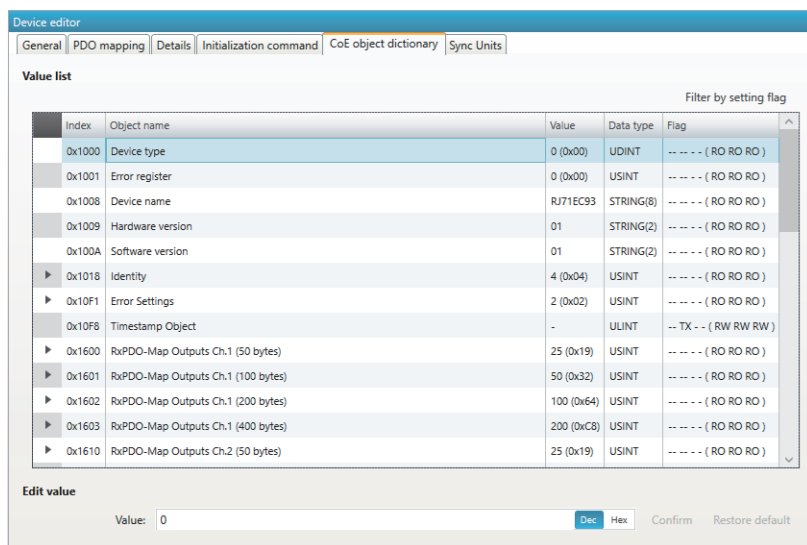 Device editor
General PDO mapping Details Initialization command CoE object dictionary Sync Units
Value list
Filter by setting flag
Index Object name Value Data type Flag
0x1000 Device type 0 (0x00) UDINT -- -- - - ( RO RO RO )
0x1001 Error register 0 (0x00) USINT -- -- - - ( RO RO RO )
0x1008 Device name RJ71EC93 STRING(8) -- -- - - ( RO RO RO )
0x1009 Hardware version 01 STRING(2) -- -- - - ( RO RO RO )
0x100A Software version 01 STRING(2) -- -- - - ( RO RO RO )
0x1018 Identity 4 (0x04) USINT -- -- - - ( RO RO RO )
0x10F1 Error Settings 2 (0x02) USINT -- -- - - ( RO RO RO )
0x10F8 Timestamp Object - ULINT -- TX - - ( RW RW RW )
0x1600 RxPDO-Map Outputs Ch.1 (50 bytes) 25 (0x19) USINT -- -- - - ( RO RO RO )
0x1601 RxPDO-Map Outputs Ch.1 (100 bytes) 50 (0x32) USINT -- -- - - ( RO RO RO )
0x1602 RxPDO-Map Outputs Ch.1 (200 bytes) 100 (0x64) USINT -- -- - - ( RO RO RO )
0x1603 RxPDO-Map Outputs Ch.1 (400 bytes) 200 (0xC8) USINT -- -- - - ( RO RO RO )
0x1610 RxPDO-Map Outputs Ch.2 (50 bytes) 25 (0x19) USINT -- -- - - ( RO RO RO )
Edit value
Value: 0 Dec Hex Confirm Restore default